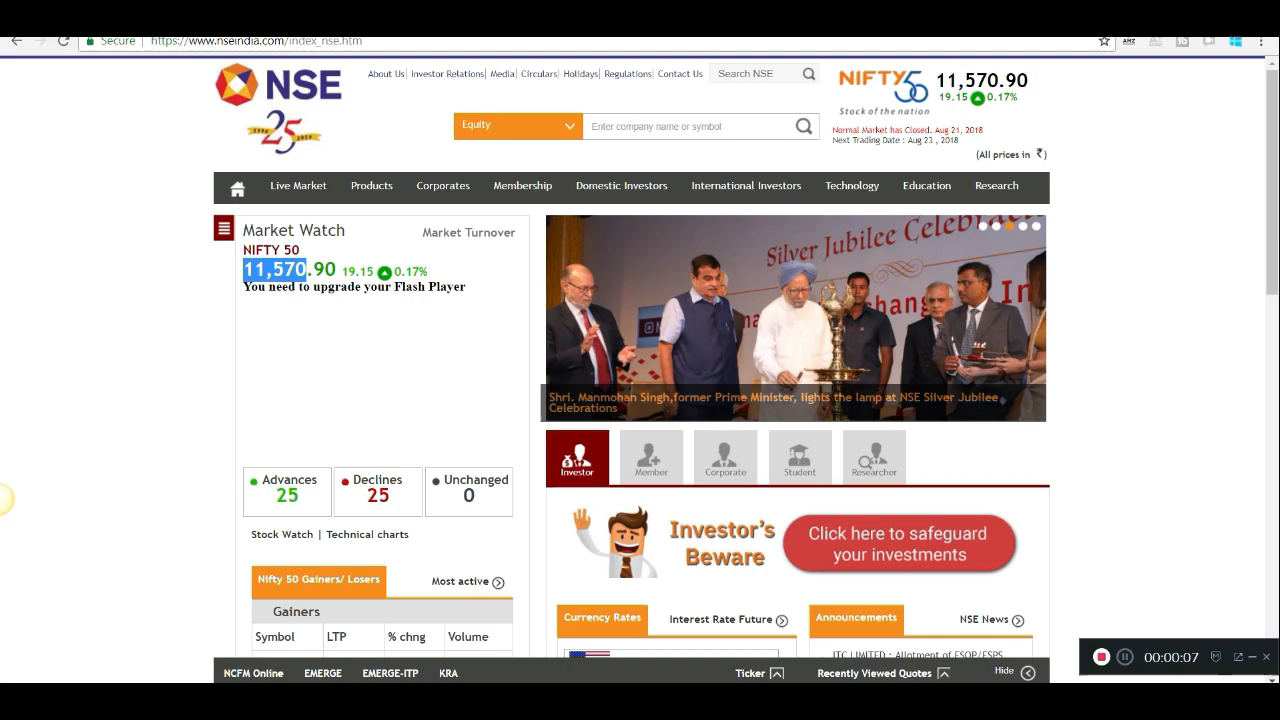 Secure
https://www.nseindia.com/index_nse.htm
NSE
25
About Us| Investor Relations| Media| Circulars| Holidays| Regulations| Contact Us
Search NSE
NIFTY50
Stock of the nation
11,570.90
19.15 0.17%
Normal Market has Closed. Aug 21, 2018
Next Trading Date : Aug 23 , 2018
(All prices in ₹)
Equity
Enter company name or symbol
Live Market Products Corporates Membership Domestic Investors International Investors Technology Education Research
Market Watch
Market Turnover
NIFTY 50
11,570.90 19.15 0.17%
You need to upgrade your Flash Player
Silver Jubilee Celebrac
Shri. Manmohan Singh,former Prime Minister, lights the lamp at NSE Silver Jubilee
Celebrations
Investor
Member
Corporate
Student
Researcher
Advances
25
Declines
25
Unchanged
0
Stock Watch | Technical charts
Investor's
Beware
Click here to safeguard
your investments
Nifty 50 Gainers/ Losers
Most active
Gainers
Symbol LTP % chng Volume
Currency Rates
Interest Rate Future
Announcements
NSE News
ITC LIMITED : Allotment of ESOP/ESPS
NCFM Online EMERGE EMERGE-ITP KRA
Ticker
Recently Viewed Quotes
Hide
00:00:07